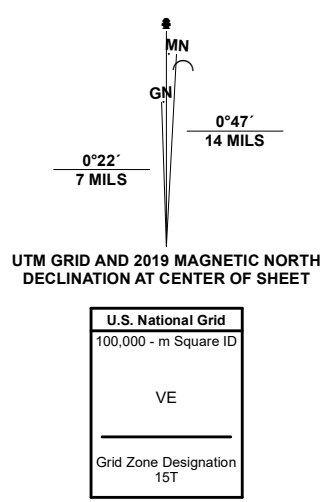 MN
GN
0°47´
14 MILS
0°22´
7 MILS
UTM GRID AND 2019 MAGNETIC NORTH
DECLINATION AT CENTER OF SHEET
U.S. National Grid
100,000 - m Square ID
VE
Grid Zone Designation
15T